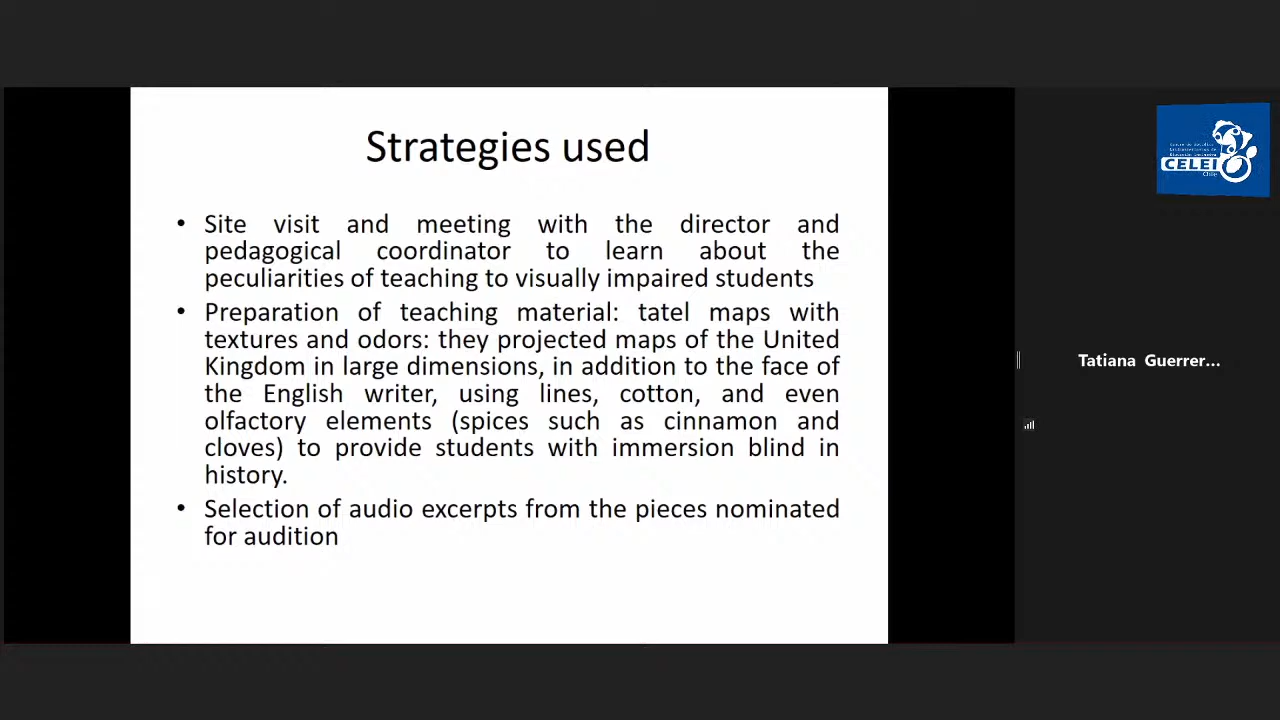 Strategies used
• Site visit and meeting with the director and
pedagogical coordinator to learn about the
peculiarities of teaching to visually impaired students
• Preparation of teaching material: tatel maps with
textures and odors: they projected maps of the United
Kingdom in large dimensions, in addition to the face of
the English writer, using lines, cotton, and even
olfactory elements (spices such as cinnamon and
cloves) to provide students with immersion blind in
history.
• Selection of audio excerpts from the pieces nominated
for audition
CELEI
Chile
Tatiana Guerrer...